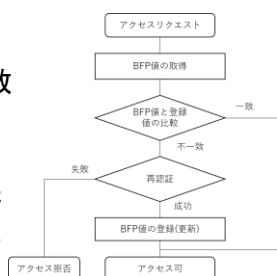 アクセスリクエスト
BFP値の取得
致
BFP値と登録
値の比較
一致
不一致
失敗
再認証
成功
BFP値の登録(更新)
アクセス拒否
アクセス可